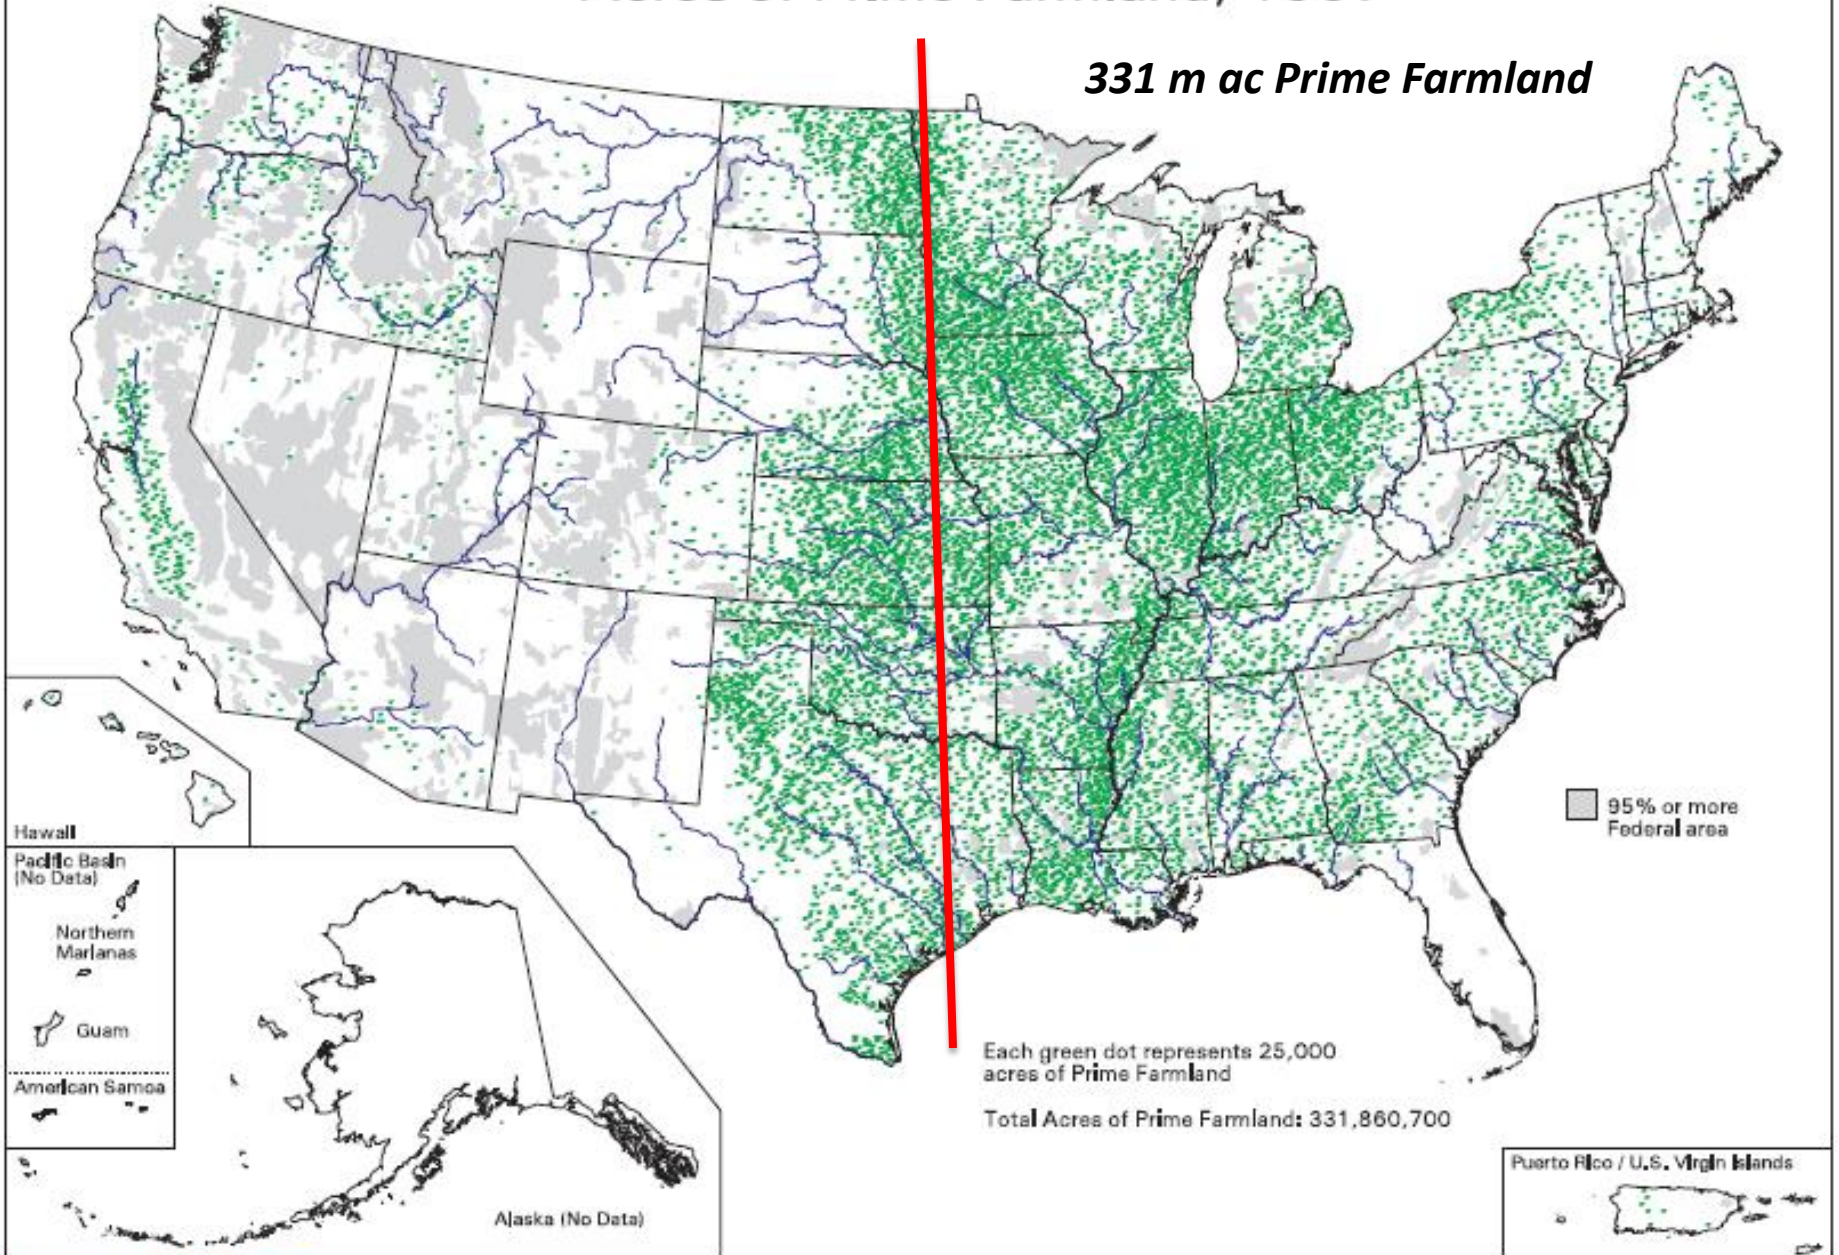 331 m ac Prime Farmland
95% or more
Federal area
Hawaii
Pacific Basin
(No Data)
Northern
Marianas
Guam
American Samoa
Each green dot represents 25,000
acres of Prime Farmland
Total Acres of Prime Farmland: 331,860,700
Alaska (No Data)
Puerto Rico / U.S. Virgin Islands